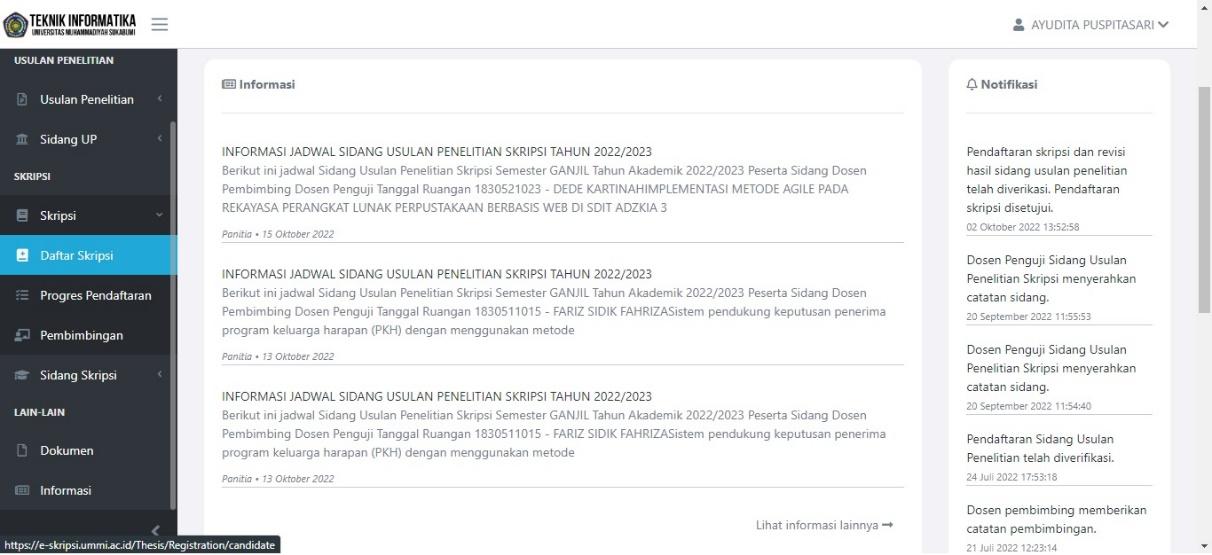 TEKNIK INFORMATIKA
UNIVERSITAS MUHAMMADIYAH SUKABUMI
AYUDITA PUSPITASARI
USULAN PENELITIAN
Usulan Penelitian
Sidang UP
SKRIPSI
Skripsi
Daftar Skripsi
Progres Pendaftaran
Pembimbingan
Sidang Skripsi
LAIN-LAIN
Dokumen
Informasi
https://e-skripsi.ummi.ac.id/Thesis/Registration/candidate
Informasi
INFORMASI JADWAL SIDANG USULAN PENELITIAN SKRIPSI TAHUN 2022/2023
Berikut ini jadwal Sidang Usulan Penelitian Skripsi Semester GANJIL Tahun Akademik 2022/2023 Peserta Sidang Dosen
Pembimbing Dosen Penguji Tanggal Ruangan 1830521023 - DEDE KARTINAHIMPLEMENTASI METODE AGILE PADA
REKAYASA PERANGKAT LUNAK PERPUSTAKAAN BERBASIS WEB DI SDIT ADZKIA 3
Panitia • 15 Oktober 2022
INFORMASI JADWAL SIDANG USULAN PENELITIAN SKRIPSI TAHUN 2022/2023
Berikut ini jadwal Sidang Usulan Penelitian Skripsi Semester GANJIL Tahun Akademik 2022/2023 Peserta Sidang Dosen
Pembimbing Dosen Penguji Tanggal Ruangan 1830511015 - FARIZ SIDIK FAHRIZASistem pendukung keputusan penerima
program keluarga harapan (PKH) dengan menggunakan metode
Panitia • 13 Oktober 2022
INFORMASI JADWAL SIDANG USULAN PENELITIAN SKRIPSI TAHUN 2022/2023
Berikut ini jadwal Sidang Usulan Penelitian Skripsi Semester GANJIL Tahun Akademik 2022/2023 Peserta Sidang Dosen
Pembimbing Dosen Penguji Tanggal Ruangan 1830511015 - FARIZ SIDIK FAHRIZASistem pendukung keputusan penerima
program keluarga harapan (PKH) dengan menggunakan metode
Panitia • 13 Oktober 2022
Lihat informasi lainnya →
Notifikasi
Pendaftaran skripsi dan revisi
hasil sidang usulan penelitian
telah diverikasi. Pendaftaran
skripsi disetujui.
02 Oktober 2022 13:52:58
Dosen Penguji Sidang Usulan
Penelitian Skripsi menyerahkan
catatan sidang.
20 September 2022 11:55:53
Dosen Penguji Sidang Usulan
Penelitian Skripsi menyerahkan
catatan sidang.
20 September 2022 11:54:40
Pendaftaran Sidang Usulan
Penelitian telah diverifikasi.
24 Juli 2022 17:53:18
Dosen pembimbing memberikan
catatan pembimbingan.
21 Juli 2022 12:23:14